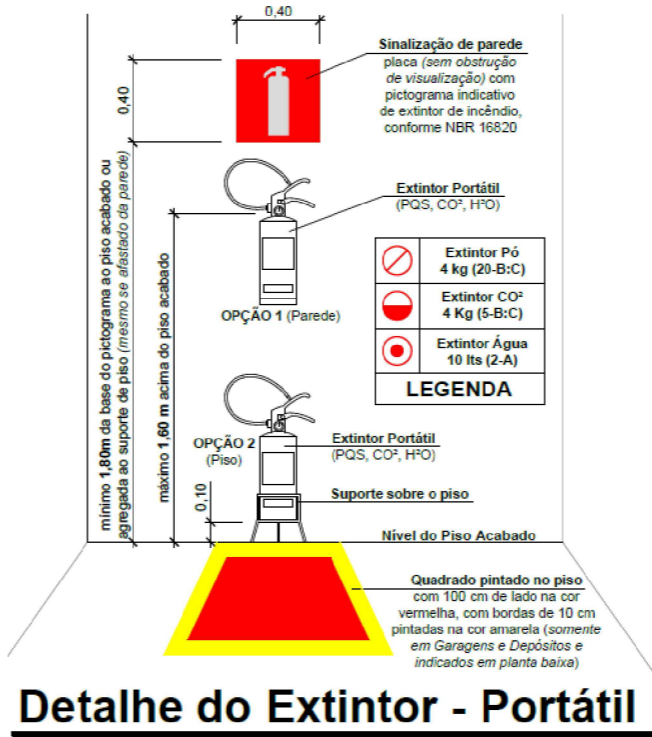 0,40
Sinalização de parede
placa (sem obstrução
de visualização) com
pictograma indicativo
de extintor de incêndio,
conforme NBR 16820
0,40
mínimo 1,80m da base do pictograma ao piso acabado ou
agregada ao suporte de piso (mesmo se afastado da parede)
máximo 1,60 m acima do piso acabado
Extintor Portátil
(PQS, CO², H²O)
OPÇÃO 1 (Parede)
Extintor Pó
4 kg (20-B:C)
Extintor CO²
4 Kg (5-B:C)
Extintor Água
10 lts (2-A)
LEGENDA
OPÇÃO 2
(Piso)
Extintor Portátil
(PQS, CO², H²O)
Suporte sobre o piso
0,10
Nível do Piso Acabado
Quadrado pintado no piso
com 100 cm de lado na cor
vermelha, com bordas de 10 cm
pintadas na cor amarela (somente
em Garagens e Depósitos e
indicados em planta baixa)
Detalhe do Extintor - Portátil